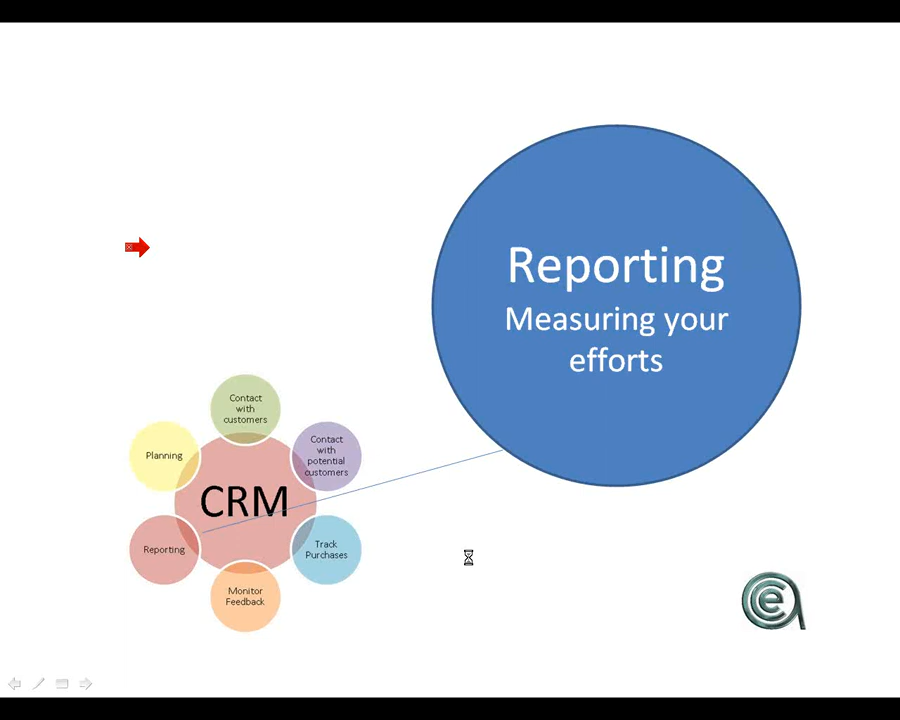 Reporting
Measuring your
efforts
Contact
with
customers
Contact
with
potential
customers
Planning
CRM
Reporting
Track
Purchases
Monitor
Feedback